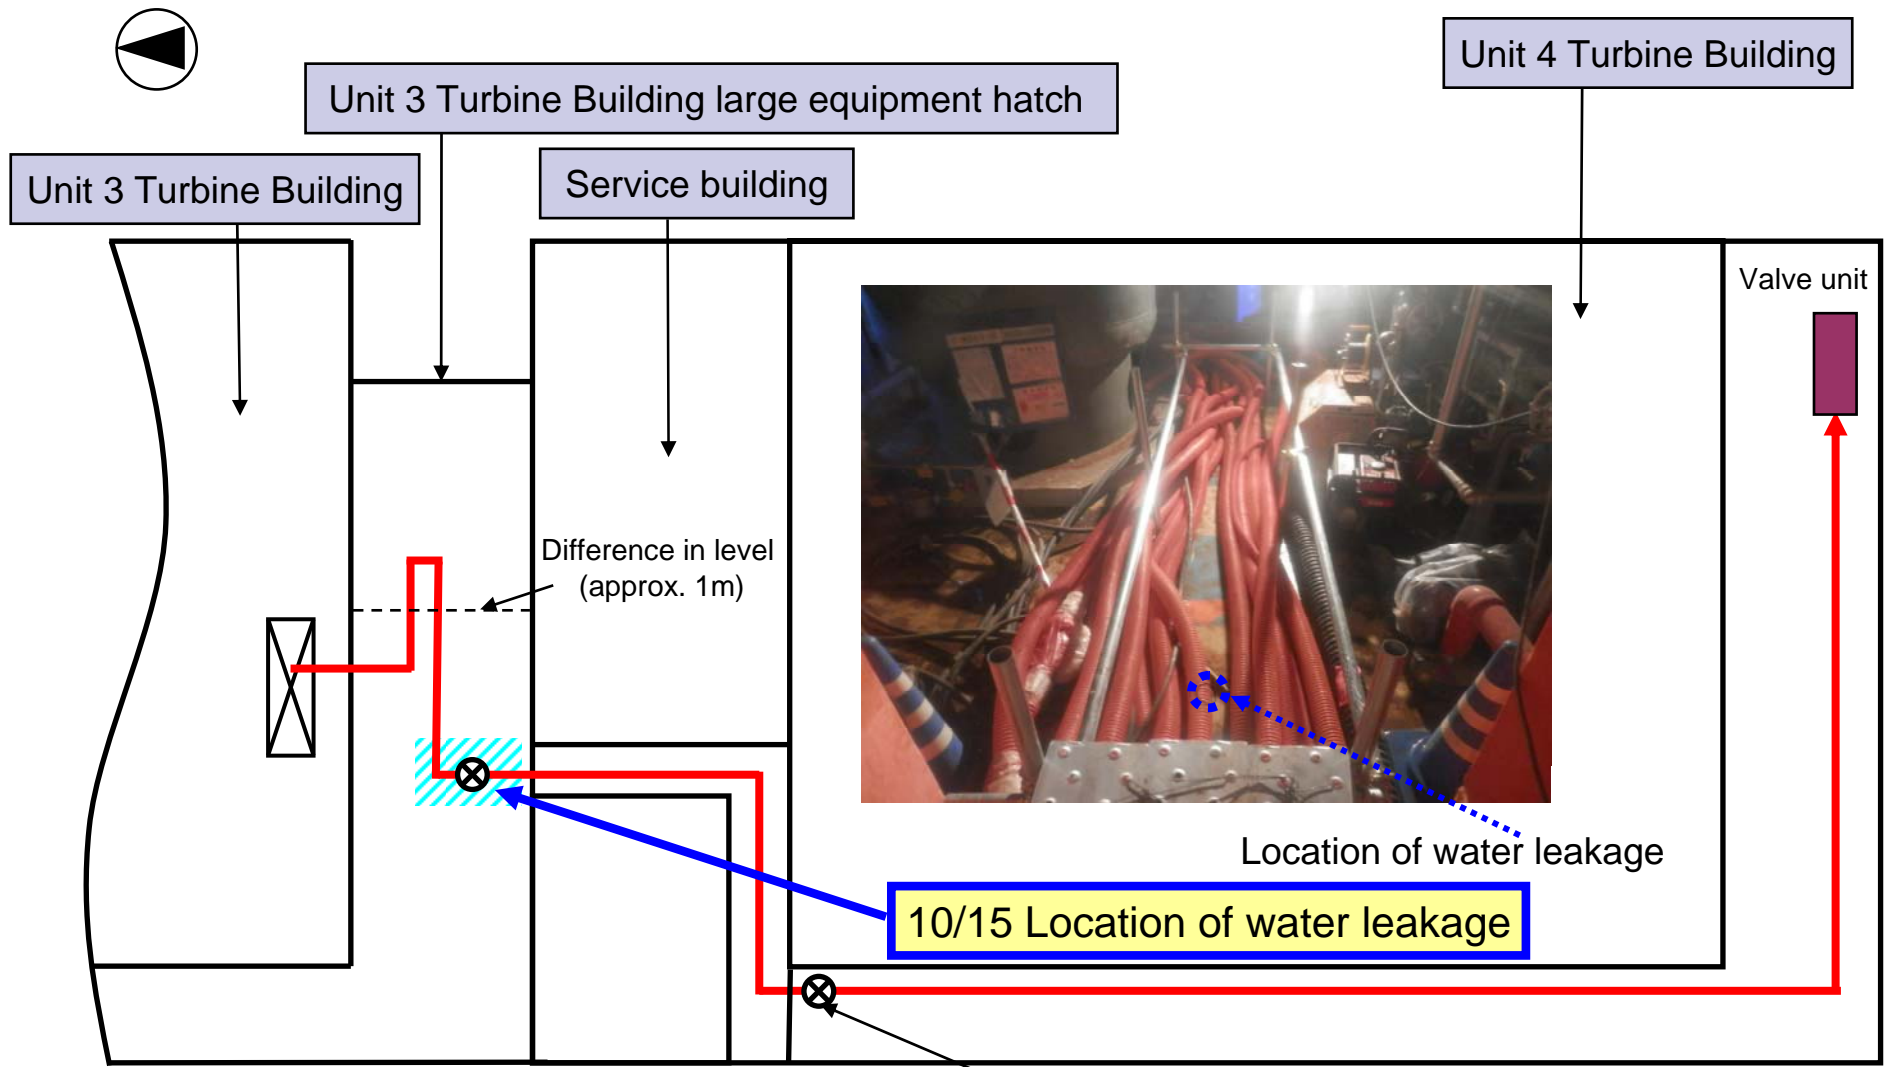 Unit 4 Turbine Building
Unit 3 Turbine Building large equipment hatch
Service building
Unit 3 Turbine Building
Valve unit
Difference in level
(approx. 1m)
Location of water leakage
10/15 Location of water leakage